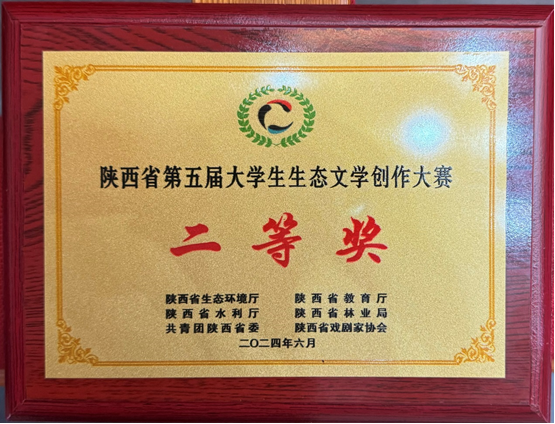 陕西省第五届大学生生态文学创作大赛
二等奖
陕西省生态环境厅 陕西省教育厅
陕西省水利厅 陕西省林业局
共青团陕西省委 陕西省戏剧家协会
二〇二四年六月